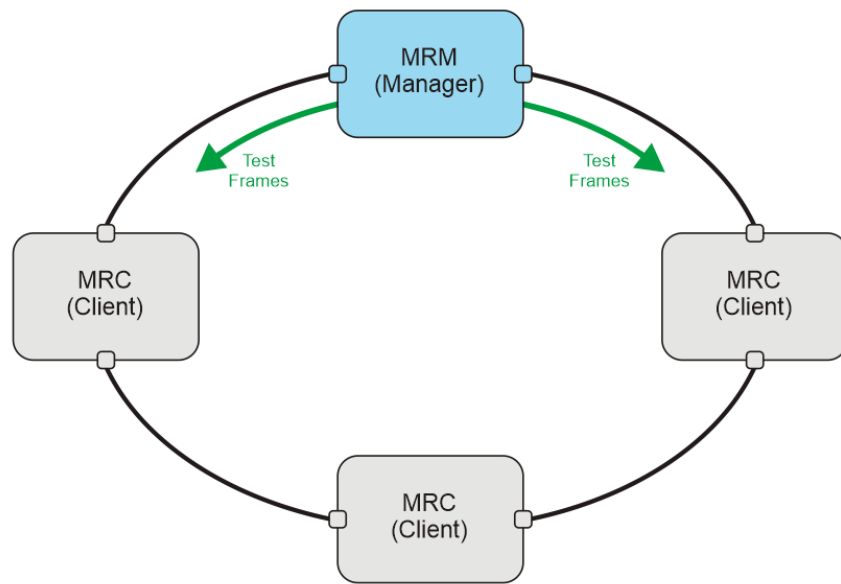 MRM
(Manager)
Test
Frames
Test
Frames
MRC
(Client)
MRC
(Client)
MRC
(Client)